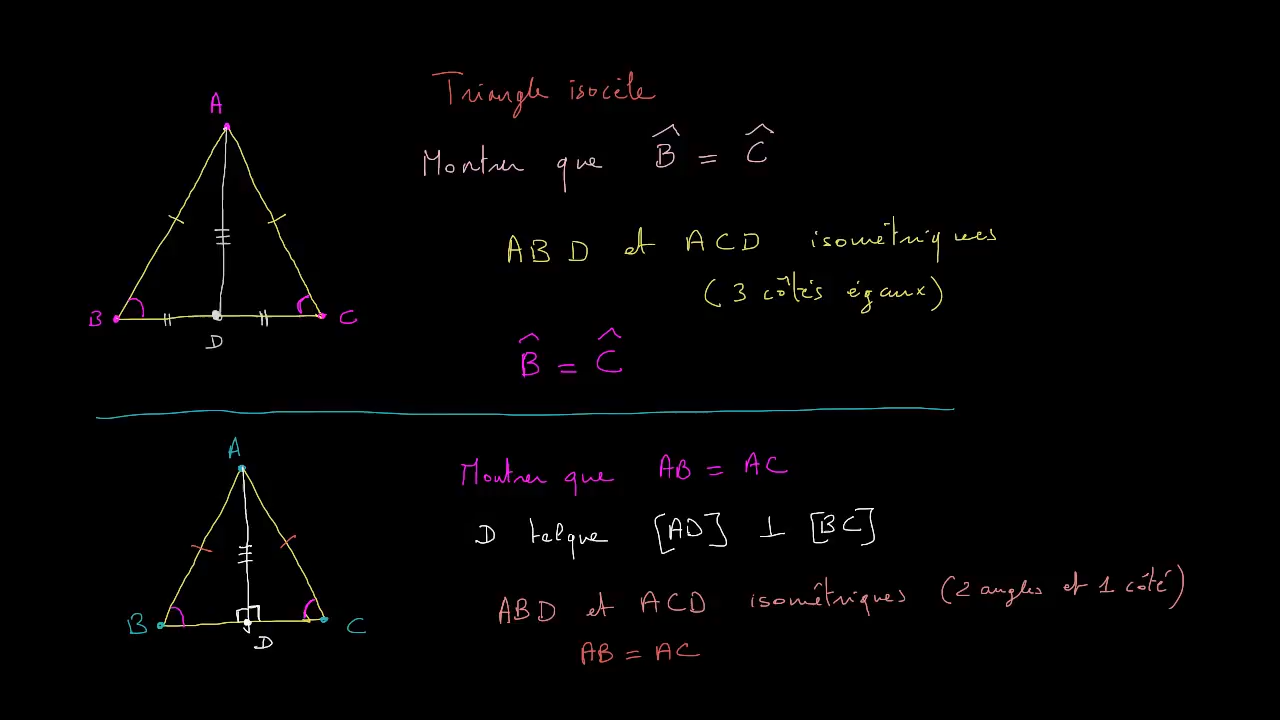 Triangle isocèle
A
Montrer que B̂ = Ĉ
ABD et ACD isométriques
(3 côtés égaux)
B
C
D
B̂ = Ĉ
A
Montrer que AB = AC
D telque [AD] ⊥ [BC]
ABD et ACD isométriques (2 angles et 1 côté)
B
C
D
AB = AC